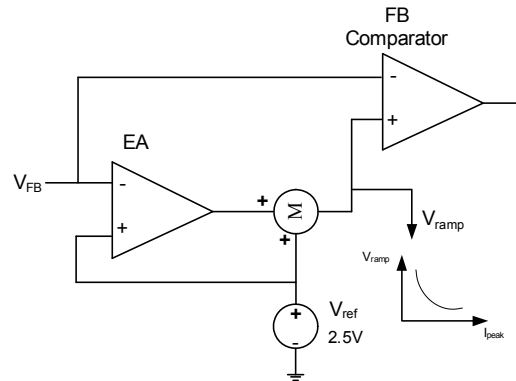 FB
Comparator
-
+
EA
VFB
-
+
+
M
+
Vramp
+
-
Vref
2.5V
Vramp
Ipeak